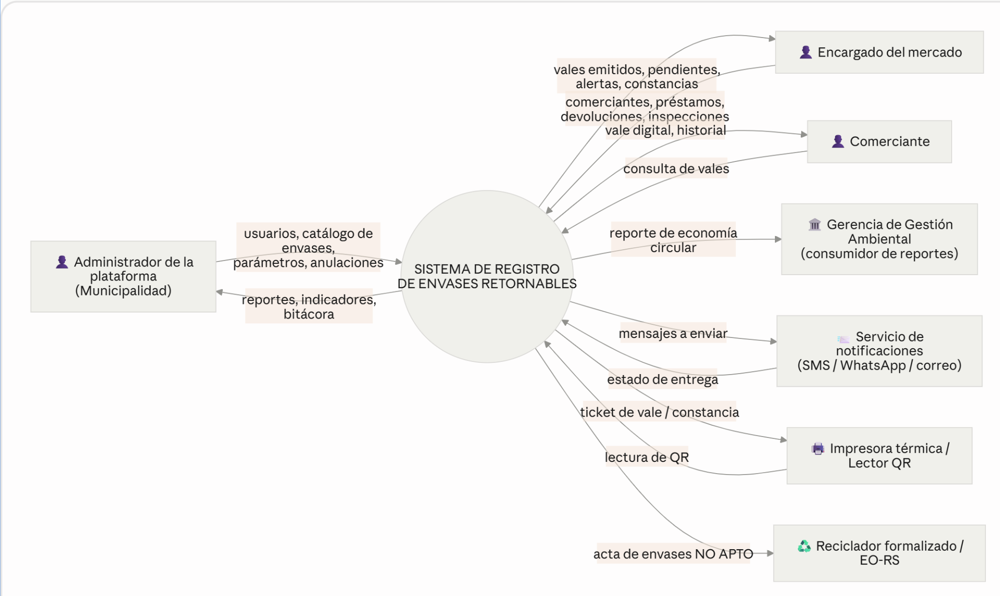 Encargado del mercado
vales emitidos, pendientes,
alertas, constancias
comerciantes, préstamos,
devoluciones, inspecciones
vale digital, historial
Comerciante
consulta de vales
Gerencia de Gestión
Ambiental
(consumidor de reportes)
reporte de economía
circular
usuarios, catálogo de
envases,
parámetros, anulaciones
Administrador de la
plataforma
(Municipalidad)
reportes, indicadores,
bitácora
SISTEMA DE REGISTRO
DE ENVASES RETORNABLES
mensajes a enviar
Servicio de
notificaciones
(SMS / WhatsApp / correo)
estado de entrega
ticket de vale / constancia
Impresora térmica /
Lector QR
lectura de QR
acta de envases NO APTO
Reciclador formalizado /
EO-RS